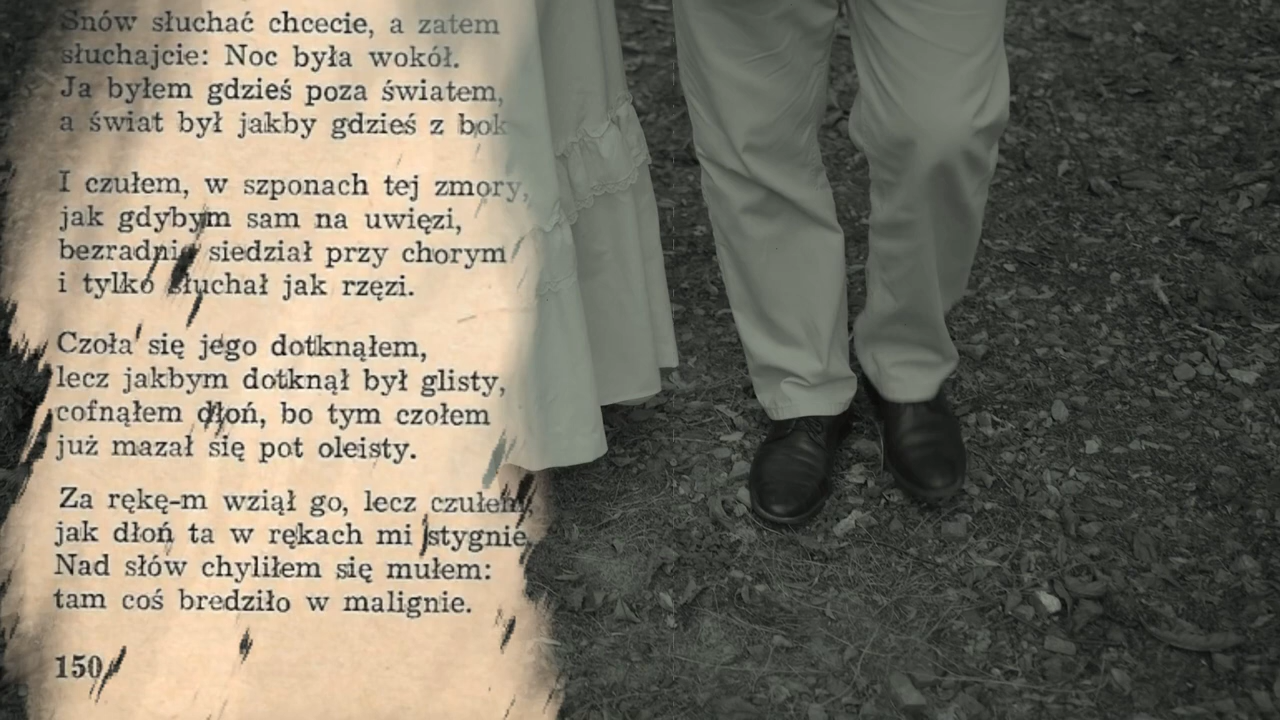 Snów słuchać chcecie, a zatem
słuchajcie: Noc była wokół.
Ja byłem gdzieś poza światem,
a świat był jakby gdzieś z bok
I czułem, w szponach tej zmory,
jak gdybym sam na uwięzi,
bezradnie siedział przy chorym
i tylko słuchał jak rzęzi.
Czoła się jego dotknąłem,
lecz jakbym dotknął był glisty,
cofnąłem dłoń, bo tym czołem
już mazał się pot oleisty.
Za rękę-m wziął go, lecz czułem,
jak dłoń ta w rękach mi stygnie.
Nad słów chyliłem się mułem:
tam coś bredziło w malignie.
150